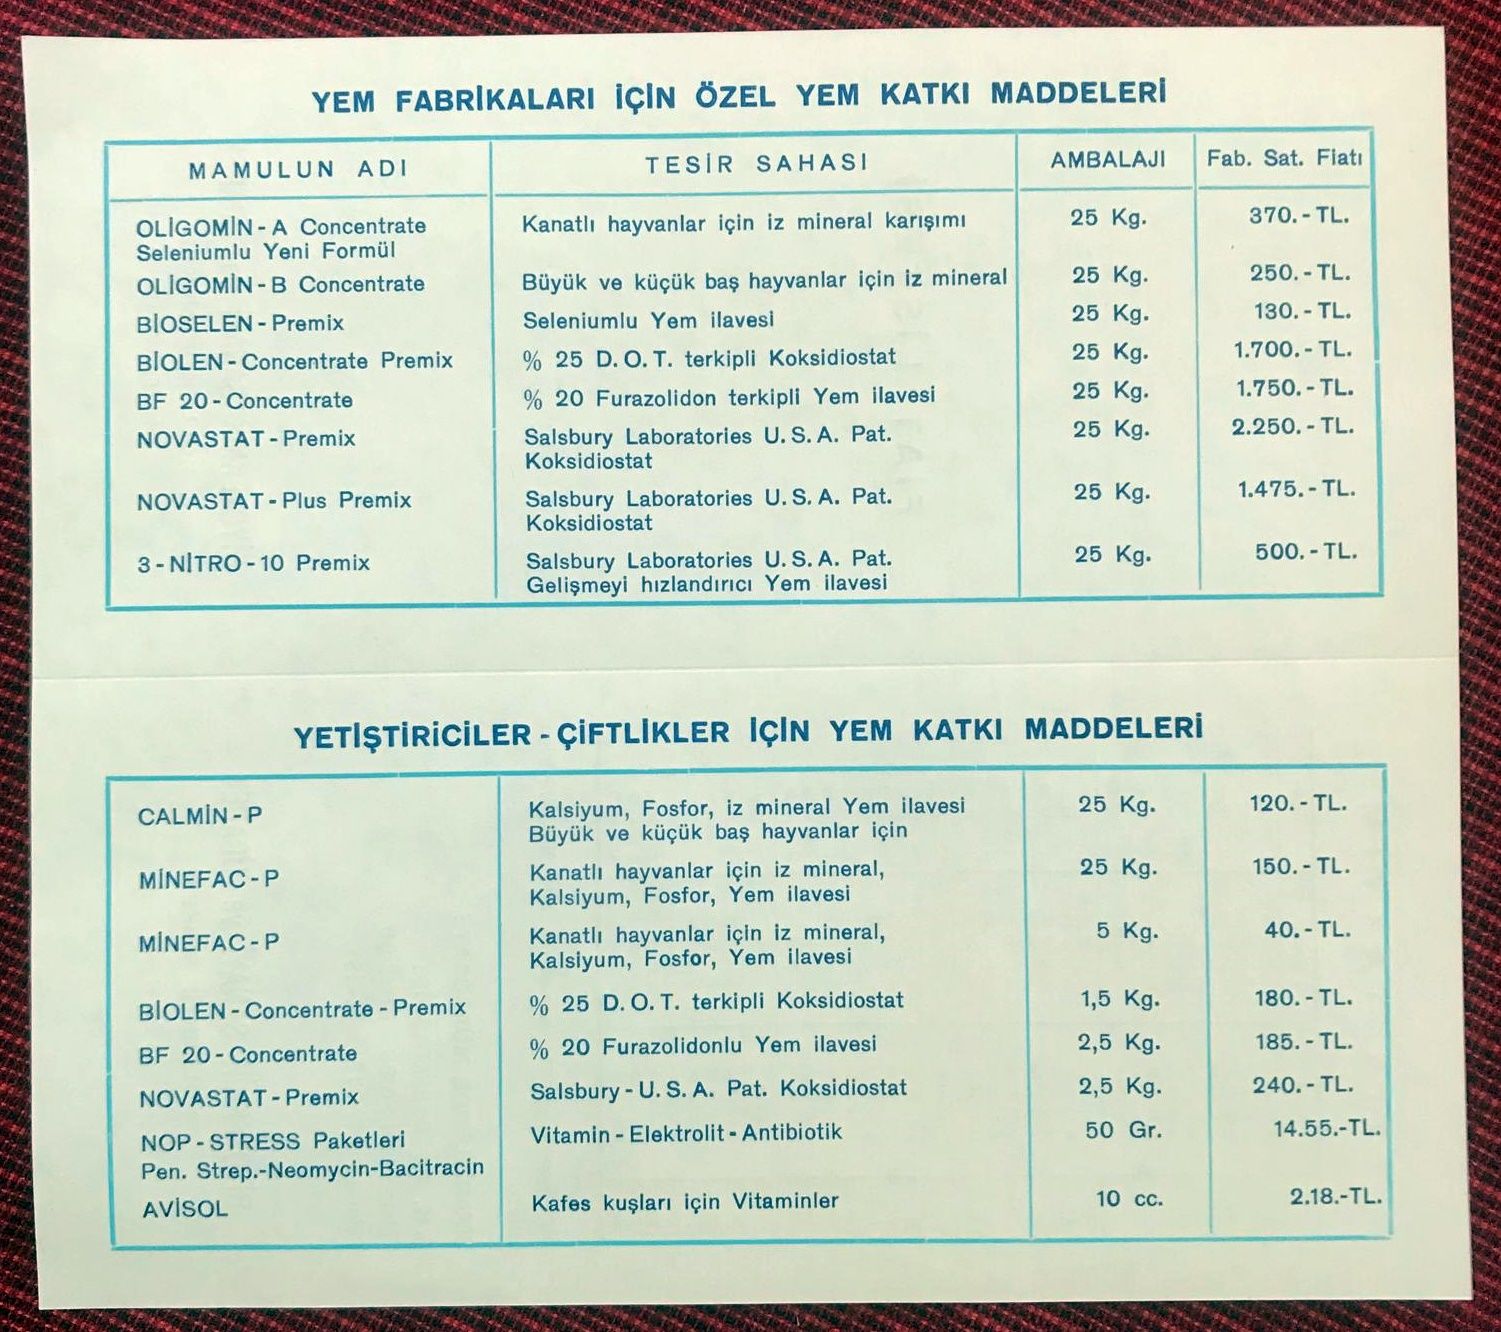 YEM FABRİKALARI İÇİN ÖZEL YEM KATKI MADDELERİ
MAMULUN ADI TESİR SAHASI AMBALAJI Fab. Sat. Fiatı
OLİGOMİN - A Concentrate Kanatlı hayvanlar için iz mineral karışımı 25 Kg. 370.-TL.
Seleniumlu Yeni Formül
OLİGOMİN - B Concentrate Büyük ve küçük baş hayvanlar için iz mineral 25 Kg. 250.-TL.
BİOSELEN - Premix Seleniumlu Yem ilavesi 25 Kg. 130.-TL.
BİOLEN - Concentrate Premix % 25 D.O.T. terkipli Koksidiostat 25 Kg. 1.700.-TL.
BF 20 - Concentrate % 20 Furazolidon terkipli Yem ilavesi 25 Kg. 1.750.-TL.
NOVASTAT - Premix Salsbury Laboratories U.S.A. Pat. 25 Kg. 2.250.-TL.
Koksidiostat
NOVASTAT - Plus Premix Salsbury Laboratories U.S.A. Pat. 25 Kg. 1.475.-TL.
Koksidiostat
3 - NİTRO - 10 Premix Salsbury Laboratories U.S.A. Pat. 25 Kg. 500.-TL.
Gelişmeyi hızlandırıcı Yem ilavesi
YETİŞTİRİCİLER - ÇİFTLİKLER İÇİN YEM KATKI MADDELERİ
CALMİN - P Kalsiyum, Fosfor, iz mineral Yem ilavesi 25 Kg. 120.-TL.
Büyük ve küçük baş hayvanlar için
MİNEFAC - P Kanatlı hayvanlar için iz mineral, 25 Kg. 150.-TL.
Kalsiyum, Fosfor, Yem ilavesi
MİNEFAC - P Kanatlı hayvanlar için iz mineral, 5 Kg. 40.-TL.
Kalsiyum, Fosfor, Yem ilavesi
BİOLEN - Concentrate - Premix % 25 D.O.T. terkipli Koksidiostat 1,5 Kg. 180.-TL.
BF 20 - Concentrate % 20 Furazolidonlu Yem ilavesi 2,5 Kg. 185.-TL.
NOVASTAT - Premix Salsbury - U.S.A. Pat. Koksidiostat 2,5 Kg. 240.-TL.
NOP - STRESS Paketleri Vitamin - Elektrolit - Antibiotik 50 Gr. 14.55.-TL.
Pen. Strep.-Neomycin-Bacitracin
AVİSOL Kafes kuşları için Vitaminler 10 cc. 2.18.-TL.